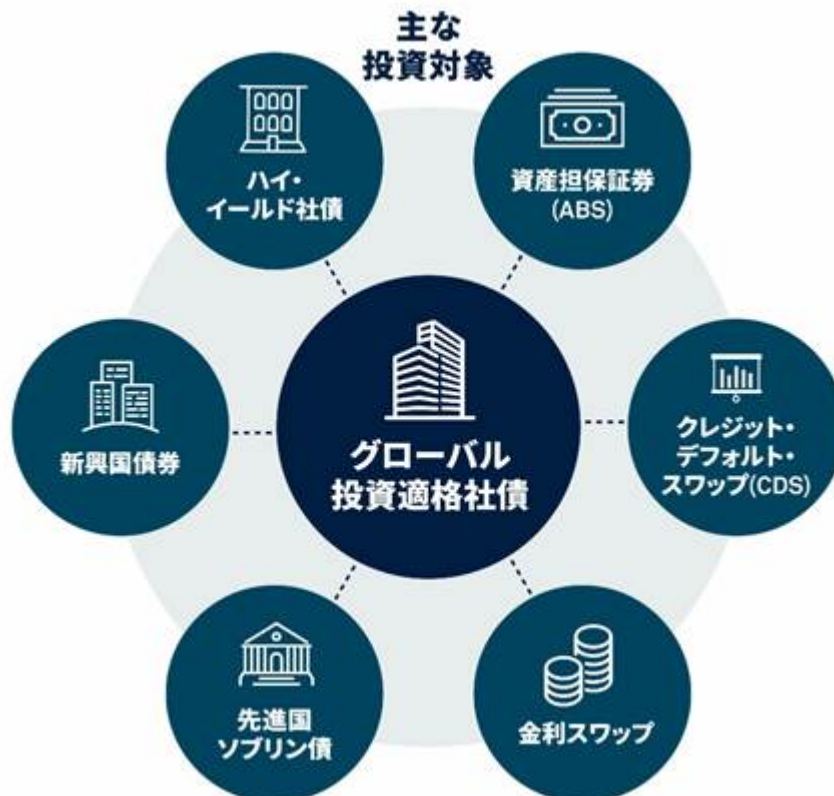 主な
投資対象
ハイ・
イールド社債
資産担保証券
(ABS)
新興国債券
グローバル
投資適格社債
クレジット・
デフォルト・
スワップ(CDS)
先進国
ソブリン債
金利スワップ